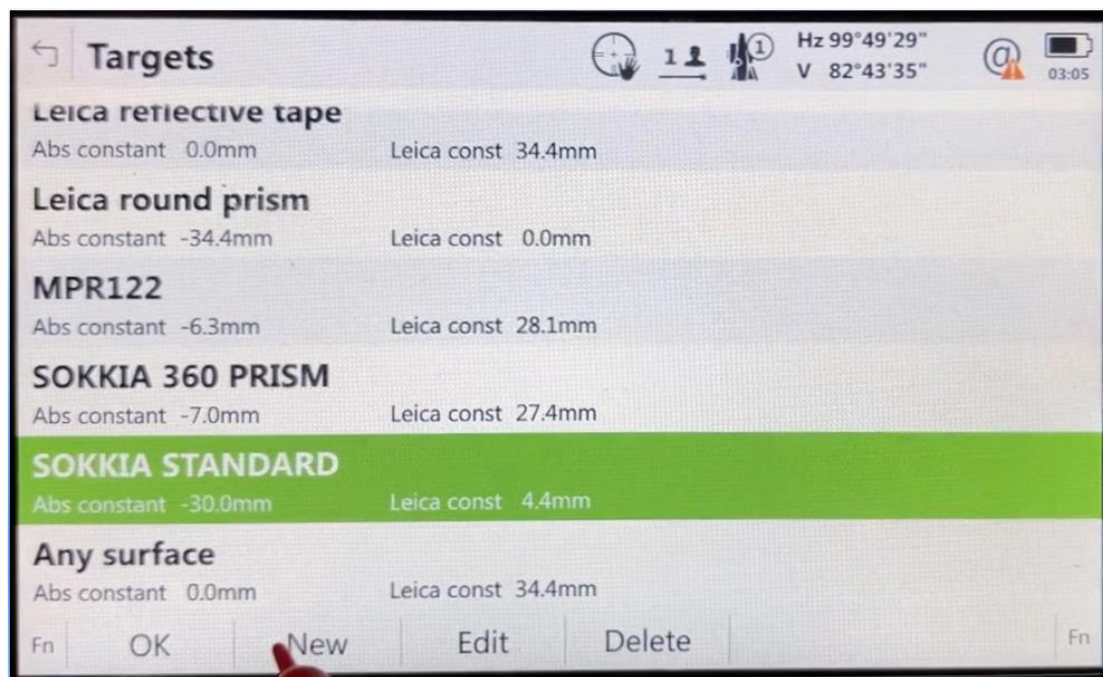 Targets
1
1
Hz 99°49'29"
V 82°43'35"
@
03:05
Leica reflective tape
Abs constant 0.0mm Leica const 34.4mm
Leica round prism
Abs constant -34.4mm Leica const 0.0mm
MPR122
Abs constant -6.3mm Leica const 28.1mm
SOKKIA 360 PRISM
Abs constant -7.0mm Leica const 27.4mm
SOKKIA STANDARD
Abs constant -30.0mm Leica const 4.4mm
Any surface
Abs constant 0.0mm Leica const 34.4mm
Fn OK New Edit Delete Fn